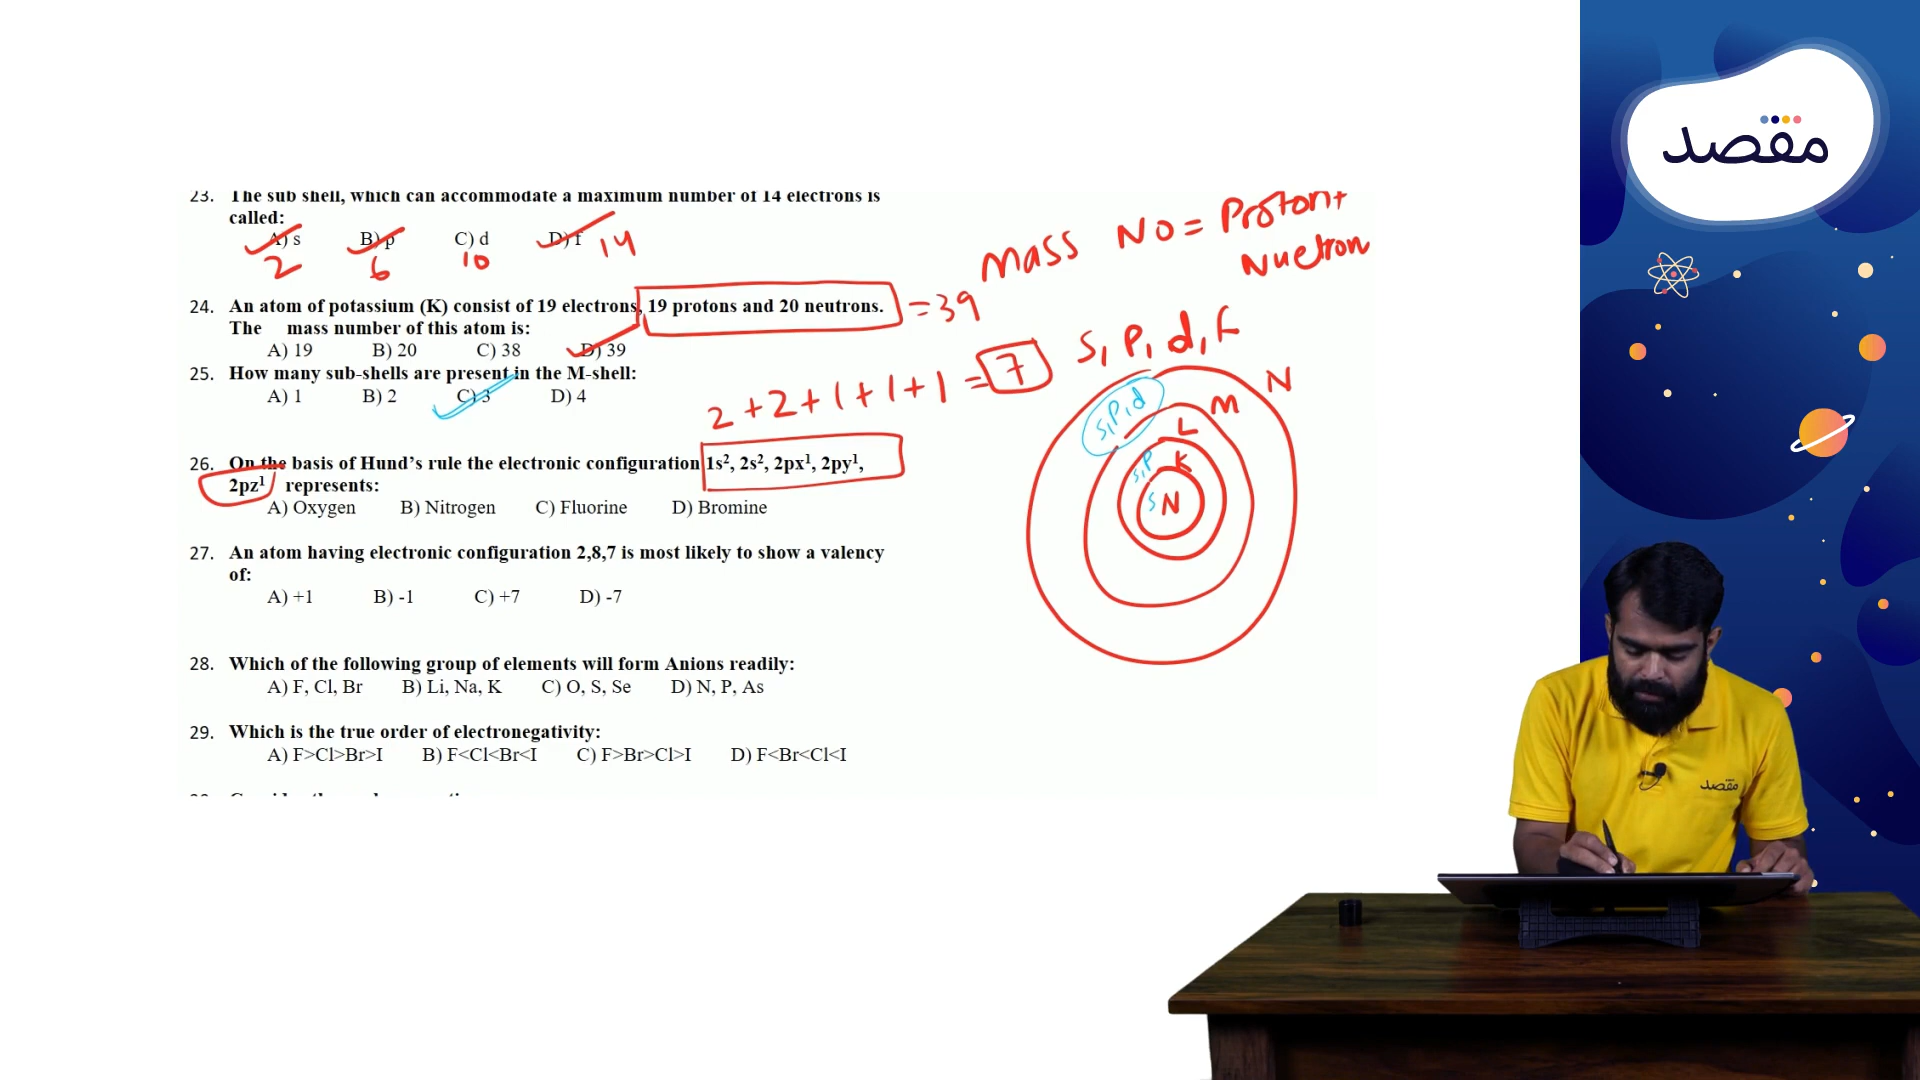 مقصد
23. The sub shell, which can accommodate a maximum number of 14 electrons is
called:
A) s B) p C) d D) f
2 6 10 14
mass No = Proton+
Nuetron
24. An atom of potassium (K) consist of 19 electrons, 19 protons and 20 neutrons. = 39
The mass number of this atom is:
A) 19 B) 20 C) 38 D) 39
25. How many sub-shells are present in the M-shell:
A) 1 B) 2 C) 3 D) 4
2+2+1+1+1 = 7
s, P, d, f
N
M
L
K
N
s,P,d
s,P
s
26. On the basis of Hund’s rule the electronic configuration 1s², 2s², 2px¹, 2py¹,
2pz¹ represents:
A) Oxygen B) Nitrogen C) Fluorine D) Bromine
27. An atom having electronic configuration 2,8,7 is most likely to show a valency
of:
A) +1 B) -1 C) +7 D) -7
28. Which of the following group of elements will form Anions readily:
A) F, Cl, Br B) Li, Na, K C) O, S, Se D) N, P, As
29. Which is the true order of electronegativity:
A) F>Cl>Br>I B) F<Cl<Br<I C) F>Br>Cl>I D) F<Br<Cl<I
مقصد